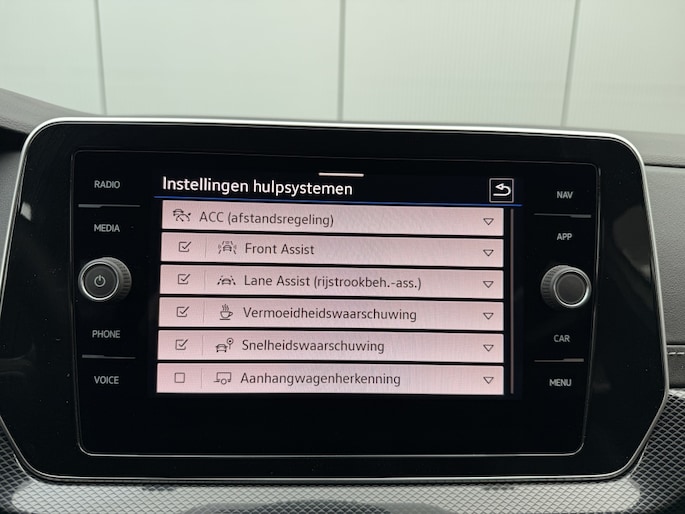 RADIO
MEDIA
PHONE
VOICE
Instellingen hulpsystemen
ACC (afstandsregeling)
Front Assist
Lane Assist (rijstrookbeh.-ass.)
Vermoeidheidswaarschuwing
Snelheidswaarschuwing
Aanhangwagenherkenning
NAV
APP
CAR
MENU